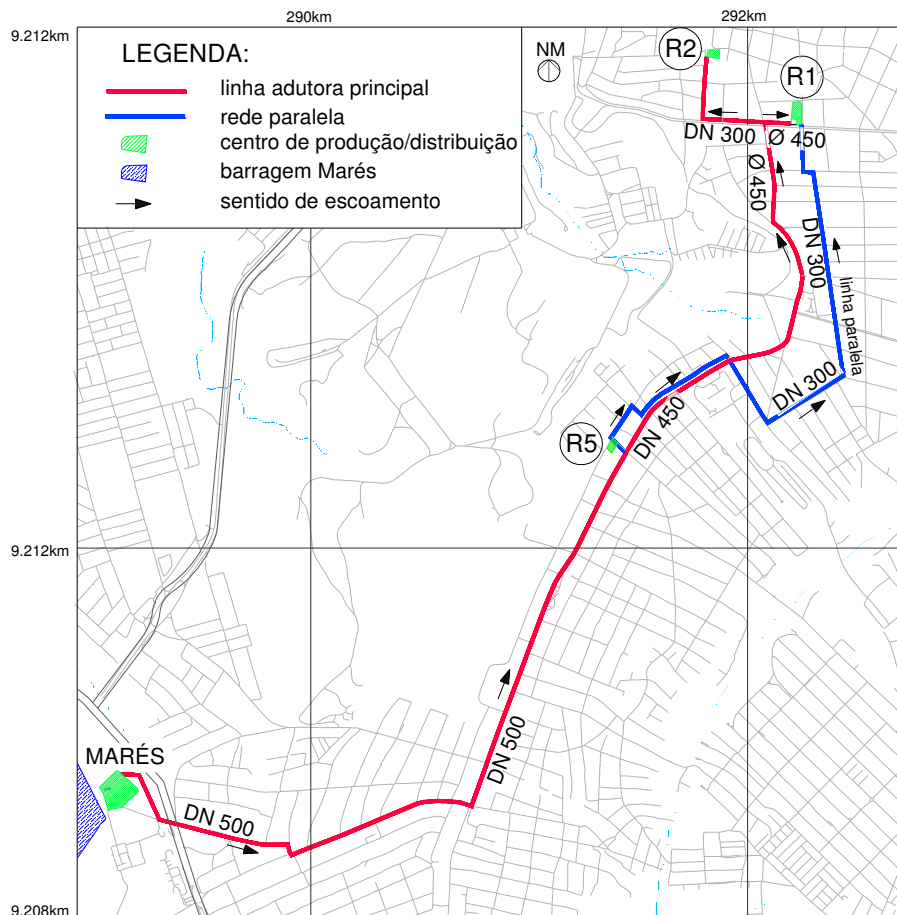 290km
292km
9.212km
LEGENDA:
linha adutora principal
rede paralela
centro de produção/distribuição
barragem Marés
sentido de escoamento
NM
R2
R1
DN 300
Ø 450
Ø 450
DN 300
linha paralela
DN 300
DN 450
R5
9.212km
DN 500
MARÉS
DN 500
9.208km